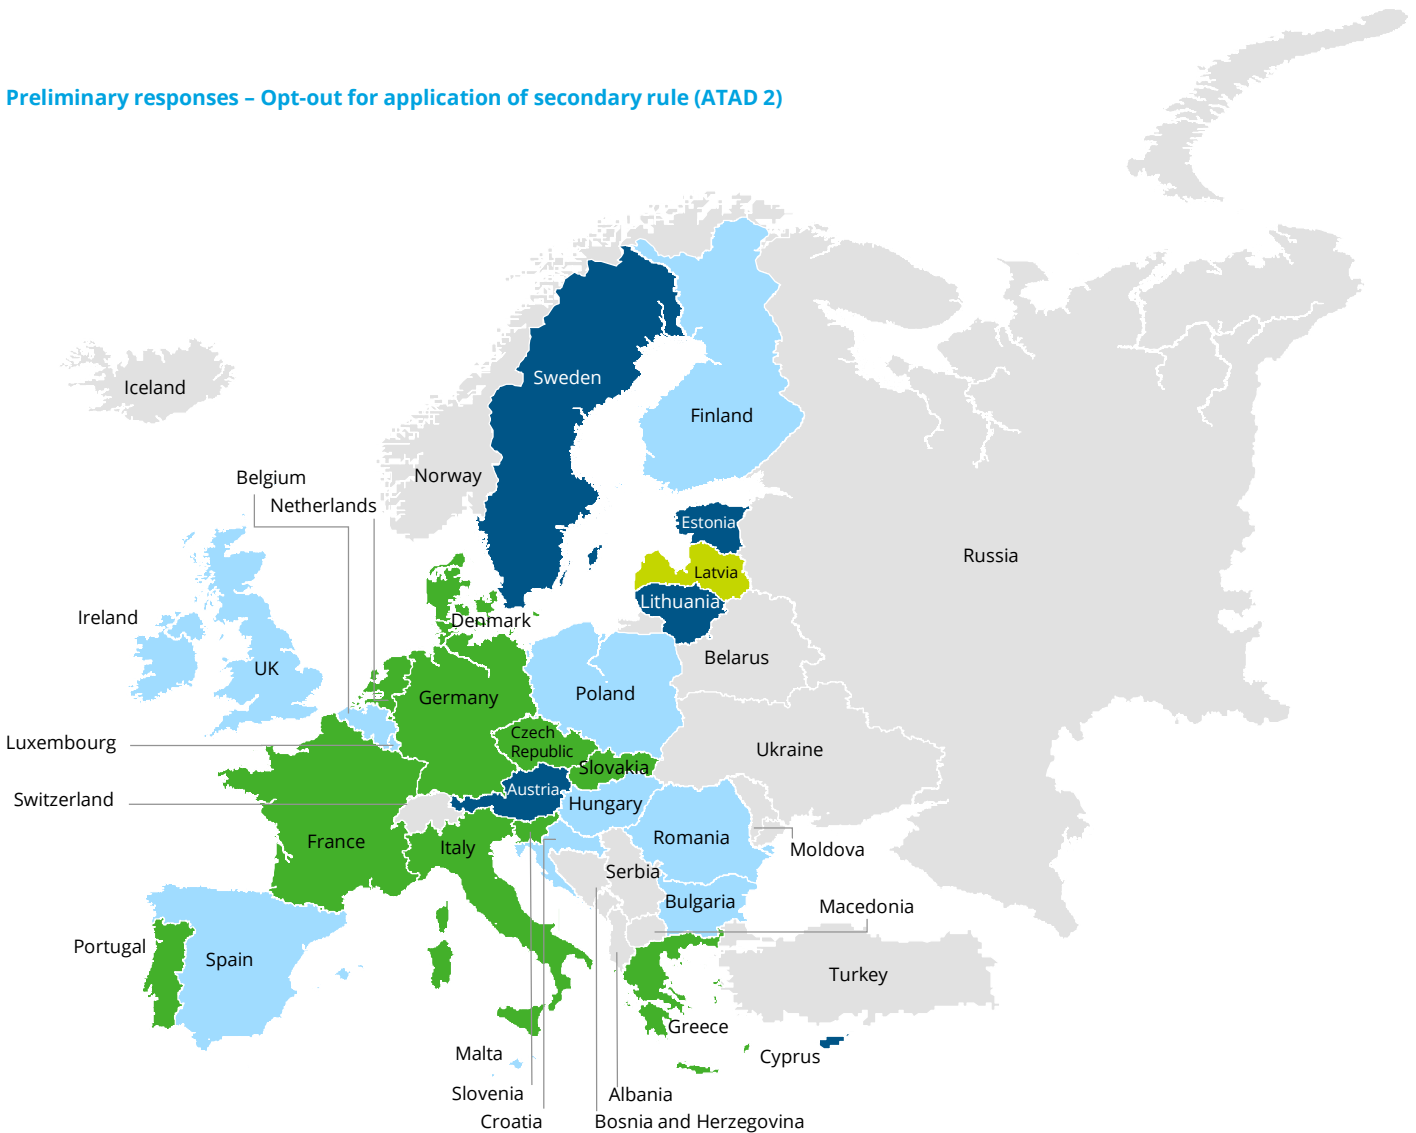 Preliminary responses – Opt-out for application of secondary rule (ATAD 2)
Iceland
Sweden
Finland
Norway
Belgium
Netherlands
Estonia
Russia
Latvia
Lithuania
Ireland
Denmark
Belarus
UK
Germany
Poland
Czech
Republic
Luxembourg
Ukraine
Slovakia
Austria
Switzerland
Hungary
France
Italy
Romania
Moldova
Serbia
Bulgaria
Macedonia
Portugal
Spain
Turkey
Greece
Malta
Cyprus
Slovenia
Albania
Croatia
Bosnia and Herzegovina